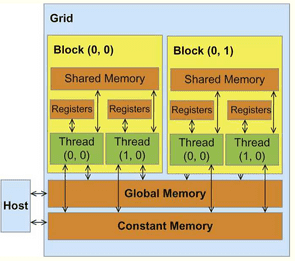 Grid
Block (0, 0)
Block (0, 1)
Shared Memory
Shared Memory
Registers
Registers
Registers
Registers
Thread
(0, 0)
Thread
(1, 0)
Thread
(0, 0)
Thread
(1, 0)
Host
Global Memory
Constant Memory